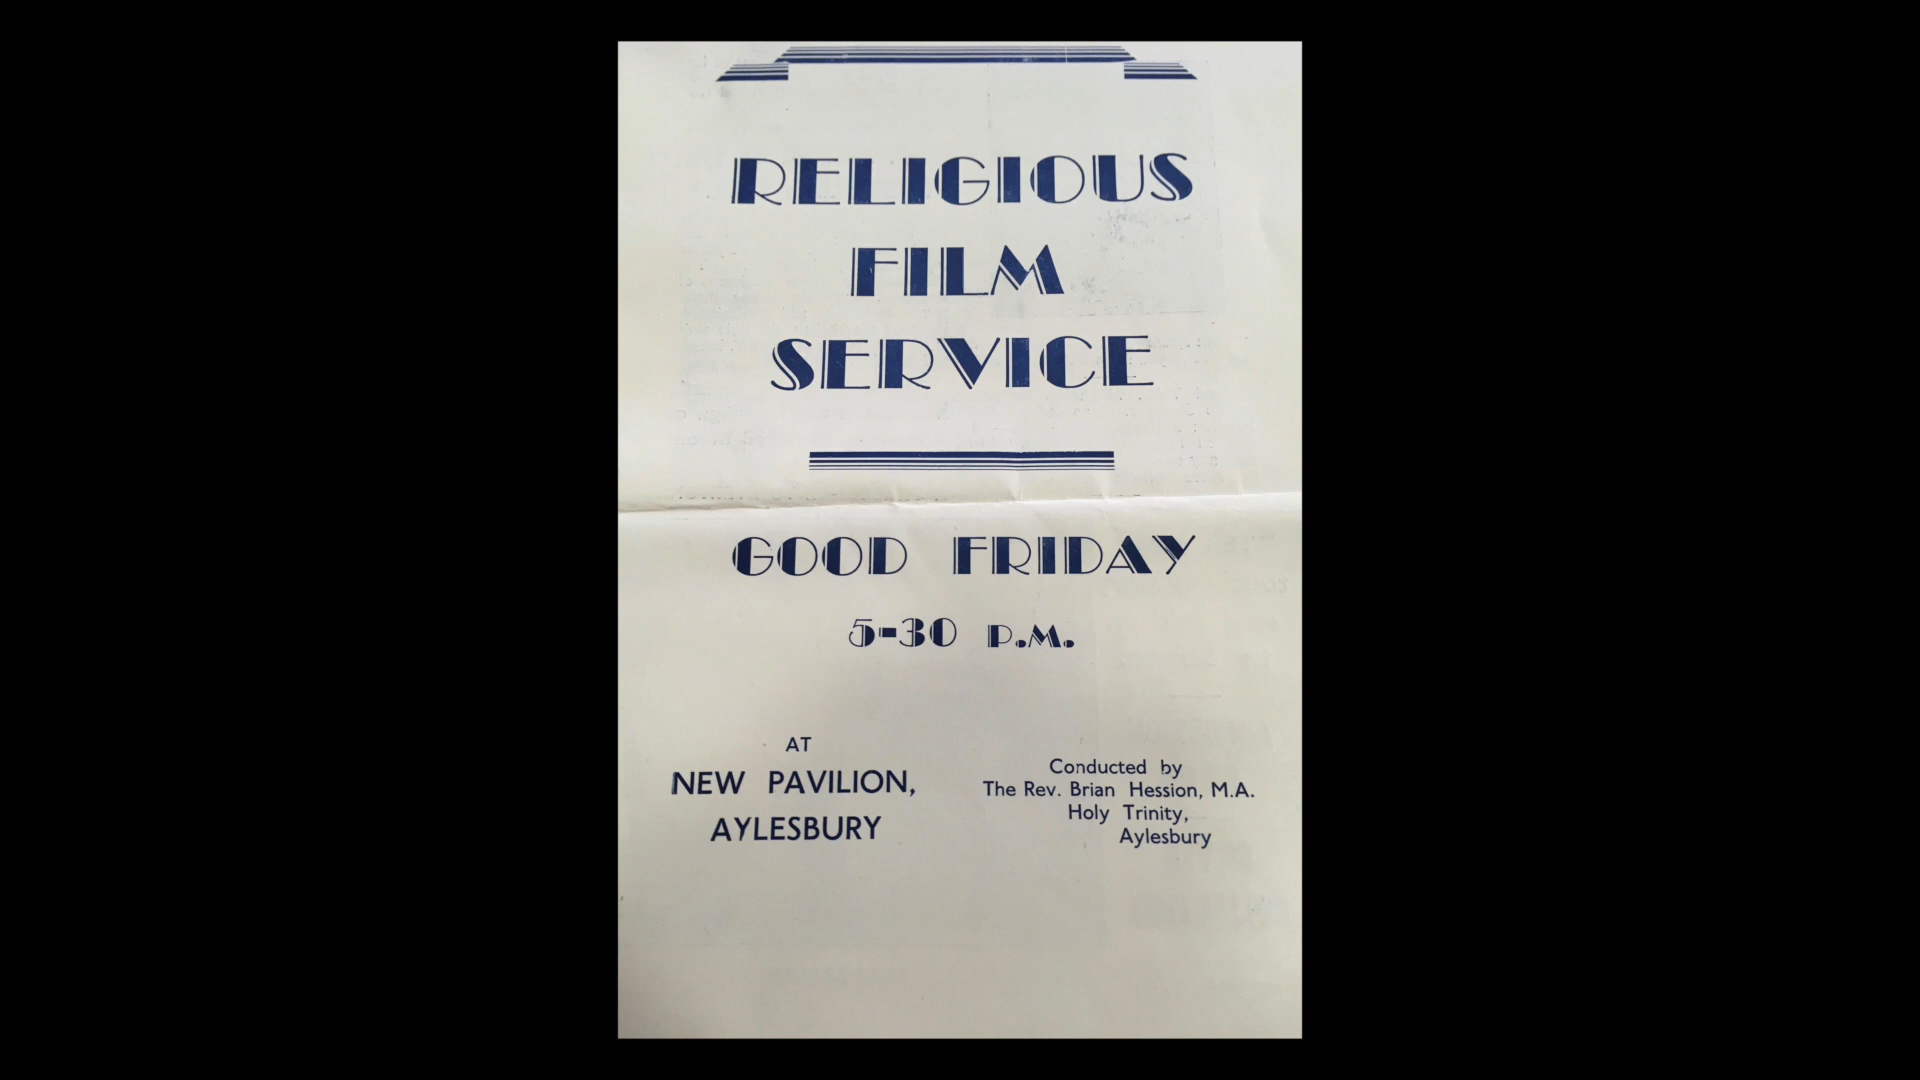 RELIGIOUS
FILM
SERVICE
GOOD FRIDAY
5-30 P.M.
AT
NEW PAVILION,
AYLESBURY
Conducted by
The Rev. Brian Hession, M.A.
Holy Trinity,
Aylesbury